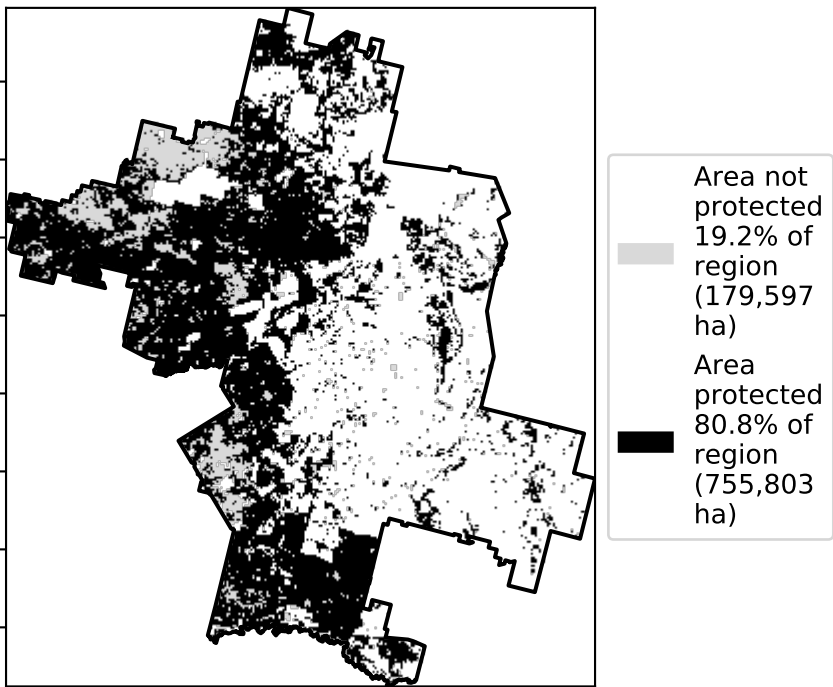 Area not
protected
19.2% of
region
(179,597
ha)
Area
protected
80.8% of
region
(755,803
ha)